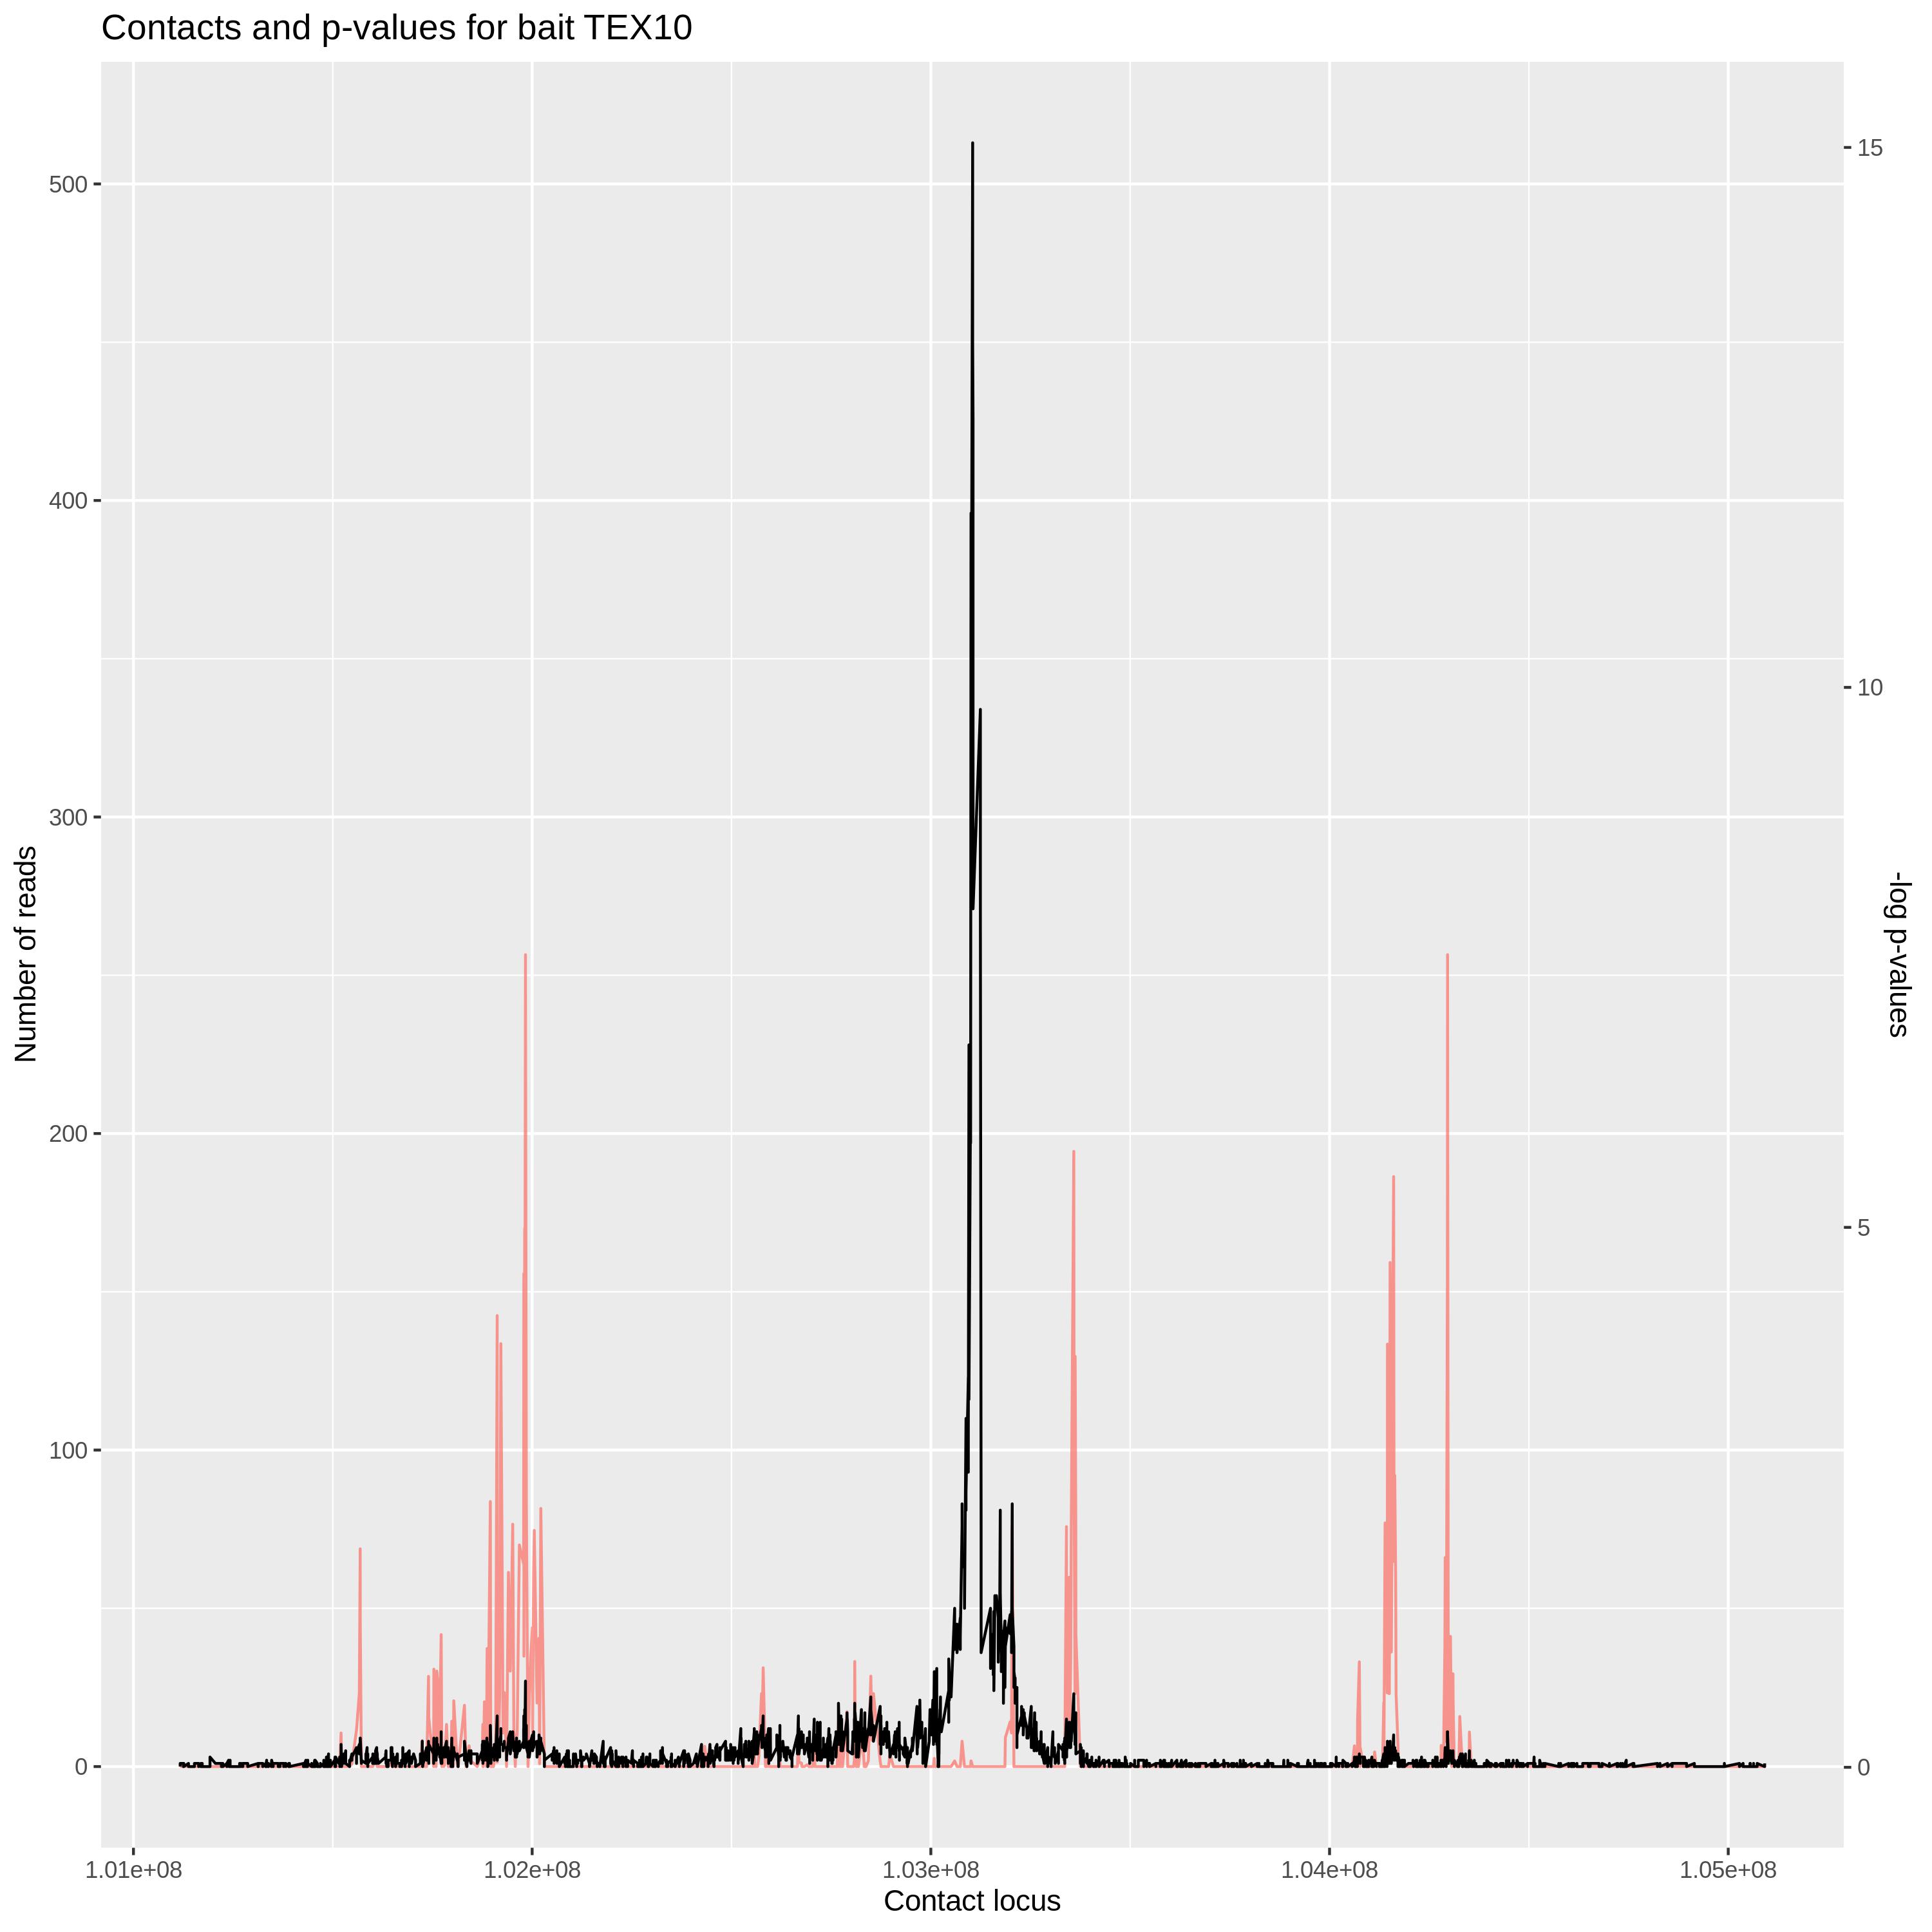 Contacts and p-values for bait TEX10
500
400
300
200
100
0
Number of reads
15
10
5
0
-log p-values
1.01e+08
1.02e+08
1.03e+08
1.04e+08
1.05e+08
Contact locus